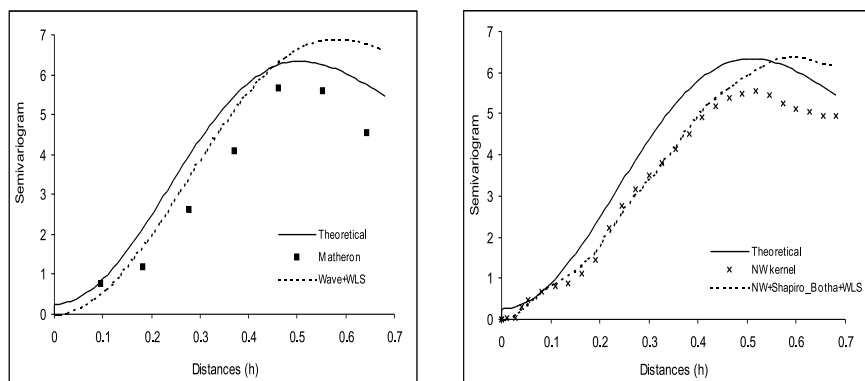 7
6
5
4
3
2
1
0
Semivariogram
Theoretical
Matheron
Wave+WLS
0 0.1 0.2 0.3 0.4 0.5 0.6 0.7
Distances (h)
7
6
5
4
3
2
1
0
Semivariogram
Theoretical
NW kernel
NW+Shapiro_Botha+WLS
0 0.1 0.2 0.3 0.4 0.5 0.6 0.7
Distances (h)